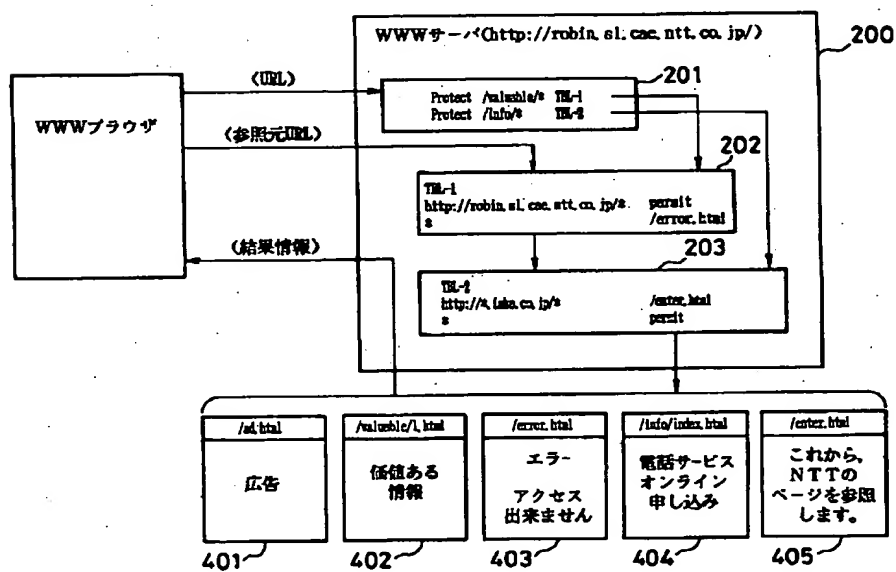 WWWサーバ(http://robin.sl.cae.ntt.co.jp/)
200
WWWブラウザ
(URL)
201
Protect /valuable/* TBL-1
Protect /info/* TBL-2
(参照元URL)
202
TBL-1
http://robin.sl.cae.ntt.co.jp/* permit
* /error.html
(結果情報)
203
TBL-2
/enter.html
* permit
/ad.html
広告
401
/valuable/1.html
価値ある
情報
402
/error.html
エラー
アクセス
出来ません
403
/info/index.html
電話サービス
オンライン
申し込み
404
/enter.html
これから、
NTTの
ページを参照
します。
405